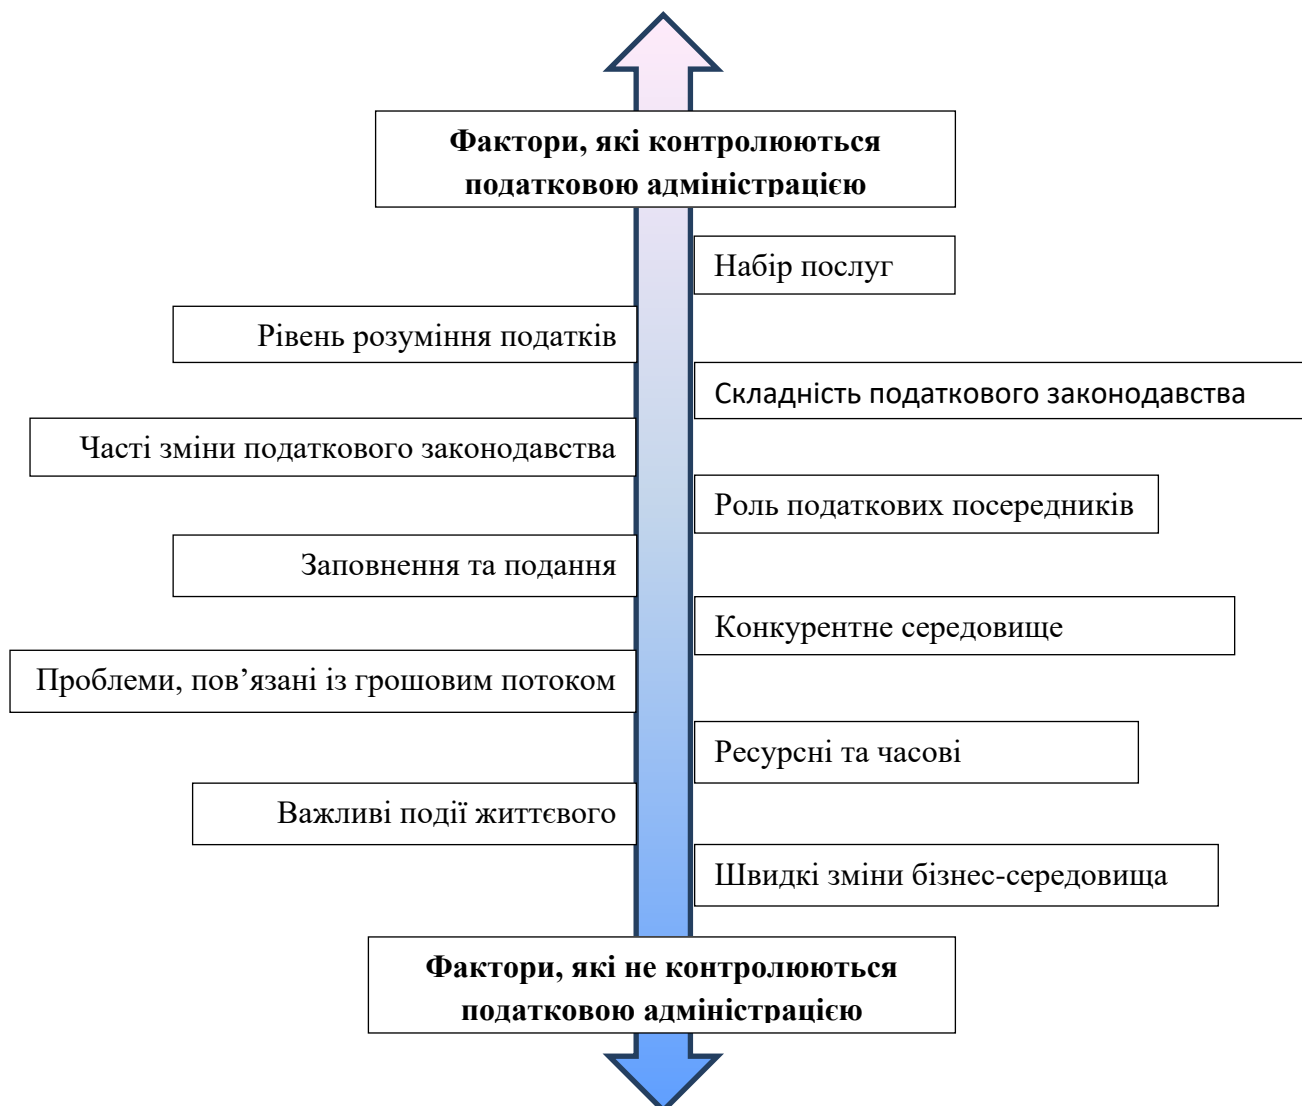 Фактори, які контролюються
податковою адміністрацією
Набір послуг
Рівень розуміння податків
Складність податкового законодавства
Часті зміни податкового законодавства
Роль податкових посередників
Заповнення та подання
Конкурентне середовище
Проблеми, пов’язані із грошовим потоком
Ресурсні та часові
Важливі події життєвого
Швидкі зміни бізнес-середовища
Фактори, які не контролюються
податковою адміністрацією